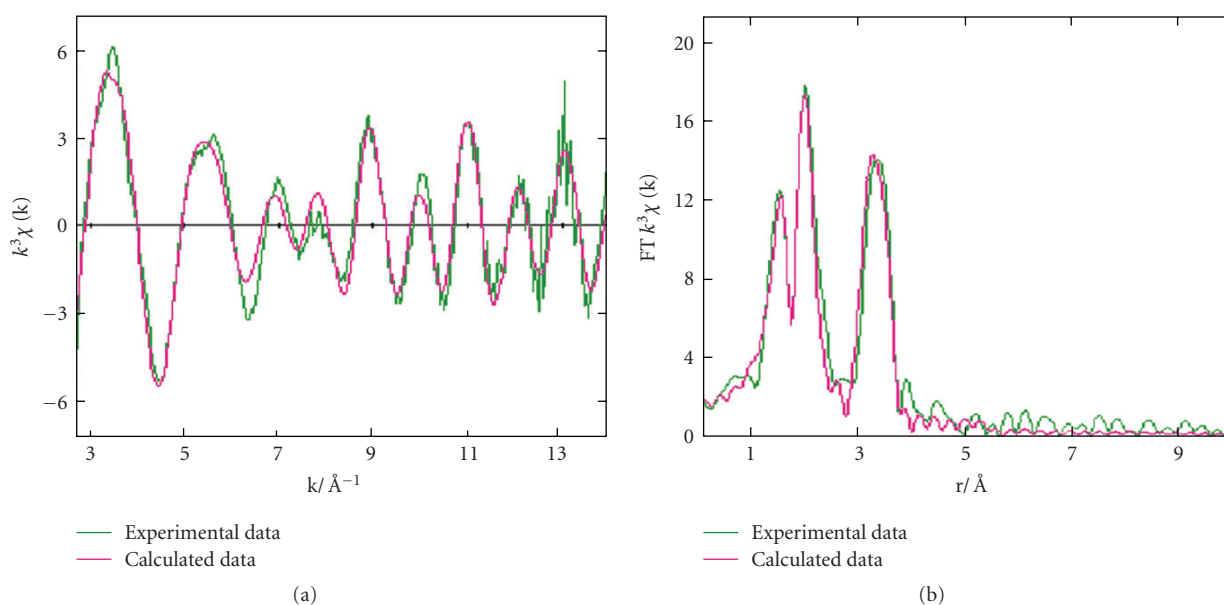 6
3
0
−3
−6
k³χ (k)
3
5
7
9
11
13
k/ Å⁻¹
Experimental data
Calculated data
(a)
20
16
12
8
4
0
FT k³χ (k)
1
3
5
7
9
r/ Å
Experimental data
Calculated data
(b)